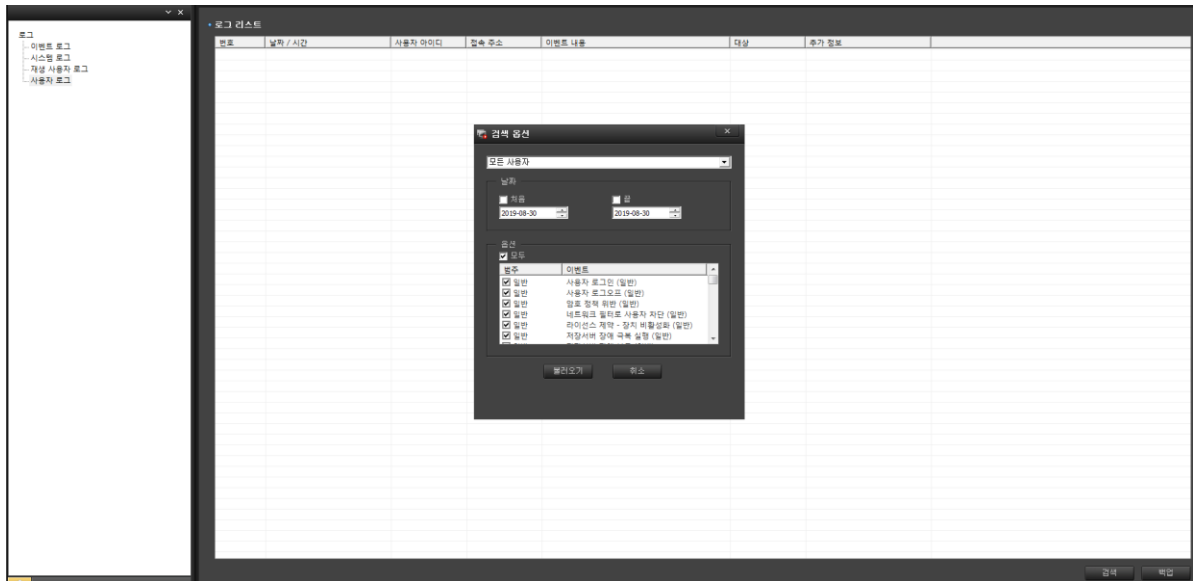 로그
이벤트 로그
시스템 로그
재생 사용자 로그
사용자 로그
로그 리스트
번호 날짜 / 시간 사용자 아이디 접속 주소 이벤트 내용 대상 추가 정보
검색 옵션
모든 사용자
날짜
처음 끝
2019-08-30 2019-08-30
옵션
모두
범주 이벤트
일반 사용자 로그인 (일반)
일반 사용자 로그오프 (일반)
일반 암호 정책 위반 (일반)
일반 네트워크 필터로 사용자 차단 (일반)
일반 라이선스 제약 - 장치 비활성화 (일반)
일반 저장서버 장애 극복 실행 (일반)
불러오기 취소
검색 백업